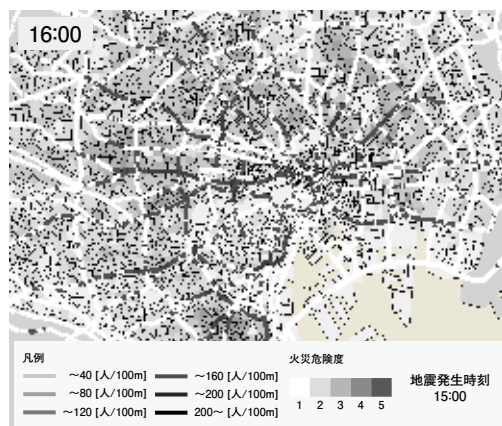 16:00
凡例
～40 [人/100m]
～80 [人/100m]
～120 [人/100m]
～160 [人/100m]
～200 [人/100m]
200～ [人/100m]
火災危険度
1 2 3 4 5
地震発生時刻
15:00